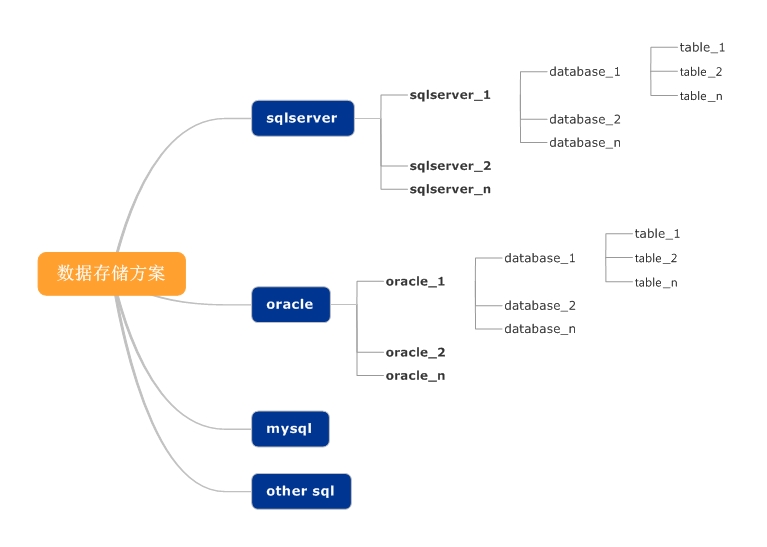 数据存储方案
sqlserver
sqlserver_1
database_1
table_1
table_2
table_n
database_2
database_n
sqlserver_2
sqlserver_n
oracle
oracle_1
database_1
table_1
table_2
table_n
database_2
database_n
oracle_2
oracle_n
mysql
other sql